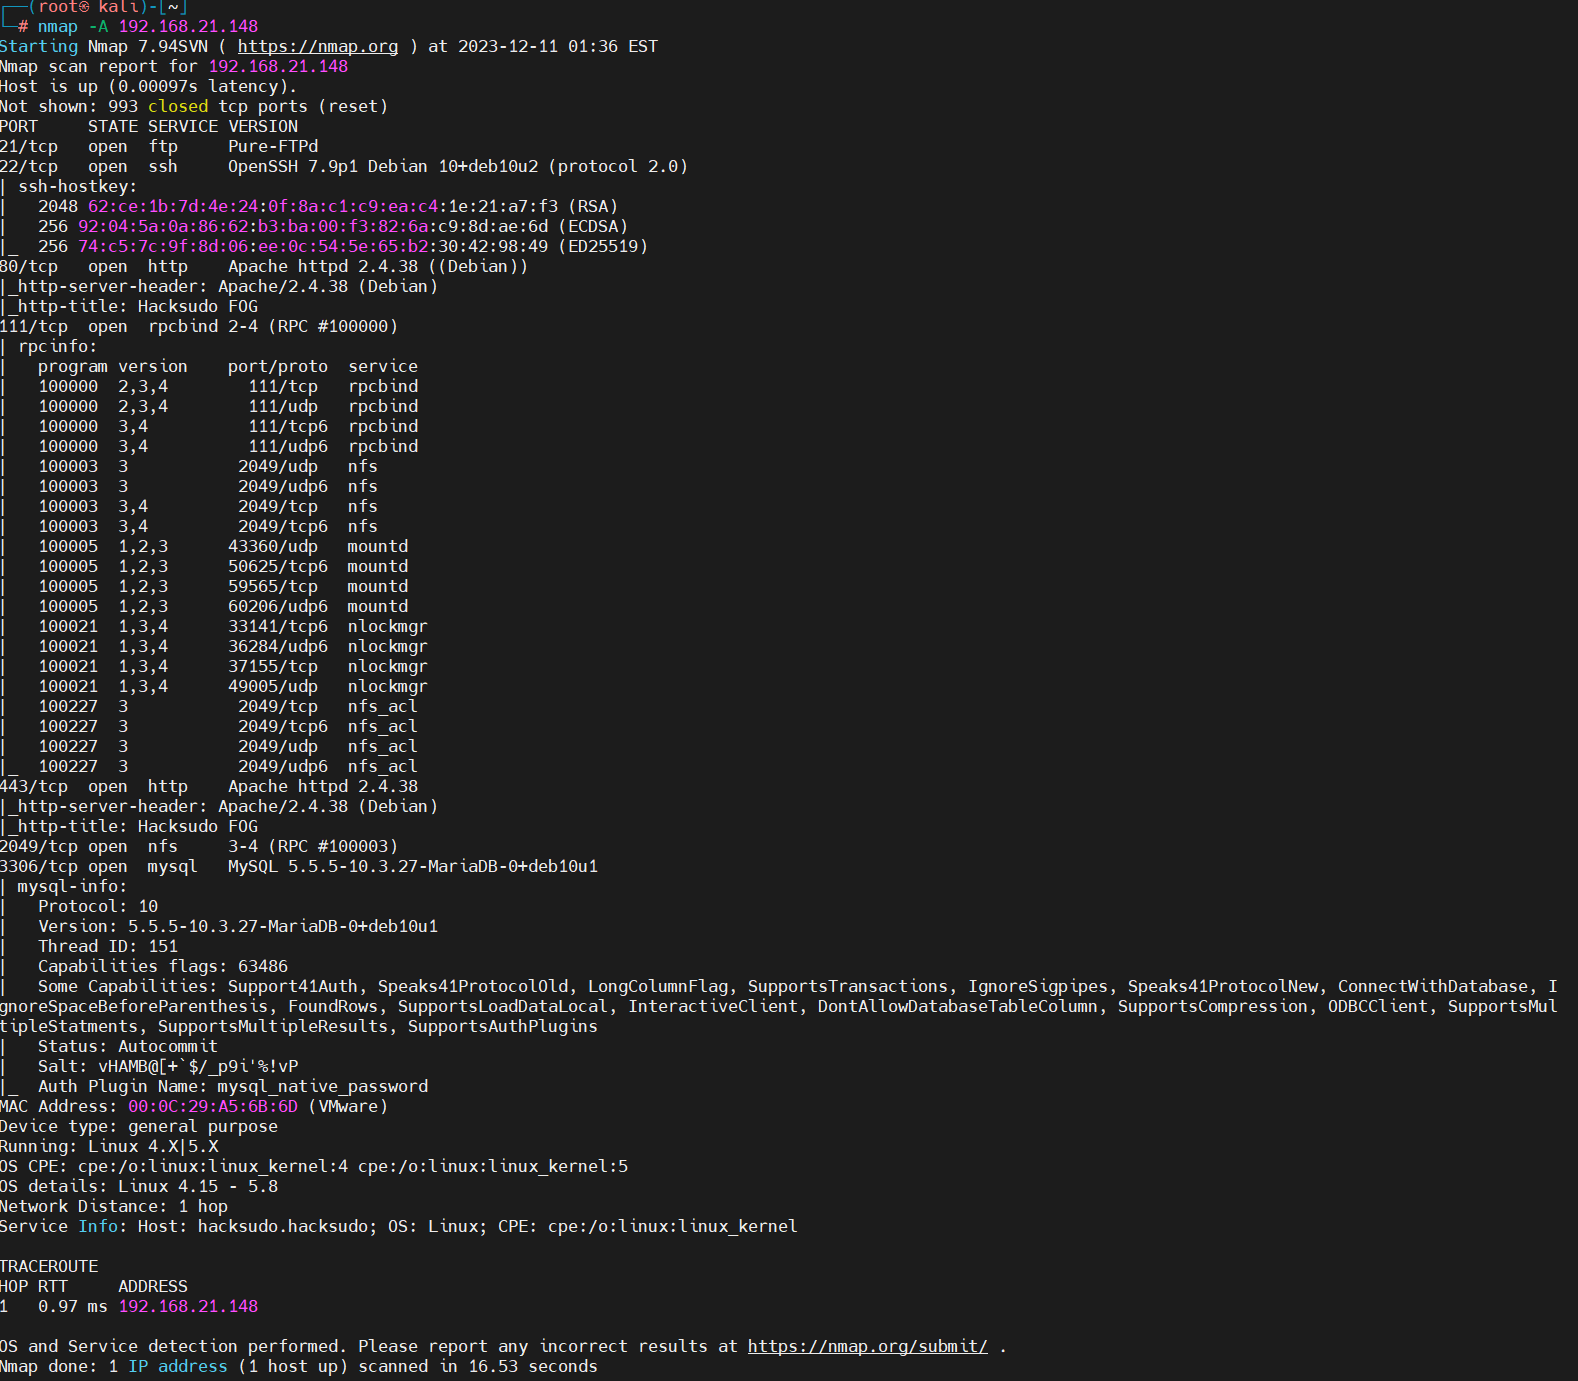 ┌──(root㉿ kali)-[~]
└─# nmap -A 192.168.21.148
Starting Nmap 7.94SVN ( https://nmap.org ) at 2023-12-11 01:36 EST
Nmap scan report for 192.168.21.148
Host is up (0.00097s latency).
Not shown: 993 closed tcp ports (reset)
PORT     STATE SERVICE VERSION
21/tcp   open  ftp     Pure-FTPd
22/tcp   open  ssh     OpenSSH 7.9p1 Debian 10+deb10u2 (protocol 2.0)
| ssh-hostkey:
|   2048 62:ce:1b:7d:4e:24:0f:8a:c1:c9:ea:c4:1e:21:a7:f3 (RSA)
|   256 92:04:5a:0a:86:62:b3:ba:00:f3:82:6a:c9:8d:ae:6d (ECDSA)
|_  256 74:c5:7c:9f:8d:06:ee:0c:54:5e:65:b2:30:42:98:49 (ED25519)
80/tcp   open  http    Apache httpd 2.4.38 ((Debian))
|_http-server-header: Apache/2.4.38 (Debian)
|_http-title: Hacksudo FOG
111/tcp  open  rpcbind 2-4 (RPC #100000)
| rpcinfo:
|   program version    port/proto  service
|   100000  2,3,4        111/tcp   rpcbind
|   100000  2,3,4        111/udp   rpcbind
|   100000  3,4          111/tcp6  rpcbind
|   100000  3,4          111/udp6  rpcbind
|   100003  3           2049/udp   nfs
|   100003  3           2049/udp6  nfs
|   100003  3,4         2049/tcp   nfs
|   100003  3,4         2049/tcp6  nfs
|   100005  1,2,3      43360/udp   mountd
|   100005  1,2,3      50625/tcp6  mountd
|   100005  1,2,3      59565/tcp   mountd
|   100005  1,2,3      60206/udp6  mountd
|   100021  1,3,4      33141/tcp6  nlockmgr
|   100021  1,3,4      36284/udp6  nlockmgr
|   100021  1,3,4      37155/tcp   nlockmgr
|   100021  1,3,4      49005/udp   nlockmgr
|   100227  3           2049/tcp   nfs_acl
|   100227  3           2049/tcp6  nfs_acl
|   100227  3           2049/udp   nfs_acl
|_  100227  3           2049/udp6  nfs_acl
443/tcp  open  http    Apache httpd 2.4.38
|_http-server-header: Apache/2.4.38 (Debian)
|_http-title: Hacksudo FOG
2049/tcp open  nfs     3-4 (RPC #100003)
3306/tcp open  mysql   MySQL 5.5.5-10.3.27-MariaDB-0+deb10u1
| mysql-info:
|   Protocol: 10
|   Version: 5.5.5-10.3.27-MariaDB-0+deb10u1
|   Thread ID: 151
|   Capabilities flags: 63486
|   Some Capabilities: Support41Auth, Speaks41ProtocolOld, LongColumnFlag, SupportsTransactions, IgnoreSigpipes, Speaks41ProtocolNew, ConnectWithDatabase, I
gnoreSpaceBeforeParenthesis, FoundRows, SupportsLoadDataLocal, InteractiveClient, DontAllowDatabaseTableColumn, SupportsCompression, ODBCClient, SupportsMul
tipleStatments, SupportsMultipleResults, SupportsAuthPlugins
|   Status: Autocommit
|   Salt: vHAMB@[+`$/_p9i'%!vP
|_  Auth Plugin Name: mysql_native_password
MAC Address: 00:0C:29:A5:6B:6D (VMware)
Device type: general purpose
Running: Linux 4.X|5.X
OS CPE: cpe:/o:linux:linux_kernel:4 cpe:/o:linux:linux_kernel:5
OS details: Linux 4.15 - 5.8
Network Distance: 1 hop
Service Info: Host: hacksudo.hacksudo; OS: Linux; CPE: cpe:/o:linux:linux_kernel
TRACEROUTE
HOP RTT     ADDRESS
1   0.97 ms 192.168.21.148
OS and Service detection performed. Please report any incorrect results at https://nmap.org/submit/ .
Nmap done: 1 IP address (1 host up) scanned in 16.53 seconds